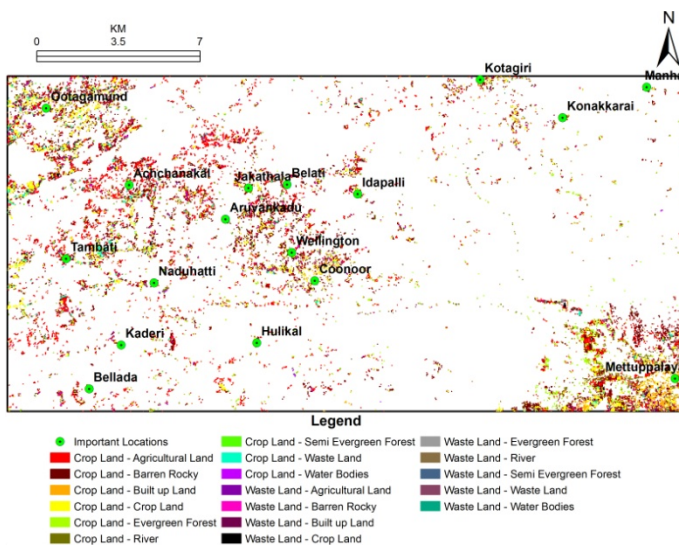 KM
0 3.5 7
N
Kotagiri
Ootagamund
Konakkarai
Achchanakal
Jakathala
Belati
Idapalli
Aruvankadu
Wellington
Tambati
Naduhatti
Coonoor
Kaderi
Hulikal
Mettuppalay
Bellada
Legend
Important Locations
Crop Land - Agricultural Land
Crop Land - Barren Rocky
Crop Land - Built up Land
Crop Land - Crop Land
Crop Land - Evergreen Forest
Crop Land - River
Crop Land - Semi Evergreen Forest
Crop Land - Waste Land
Crop Land - Water Bodies
Waste Land - Agricultural Land
Waste Land - Barren Rocky
Waste Land - Built up Land
Waste Land - Crop Land
Waste Land - Evergreen Forest
Waste Land - River
Waste Land - Semi Evergreen Forest
Waste Land - Waste Land
Waste Land - Water Bodies